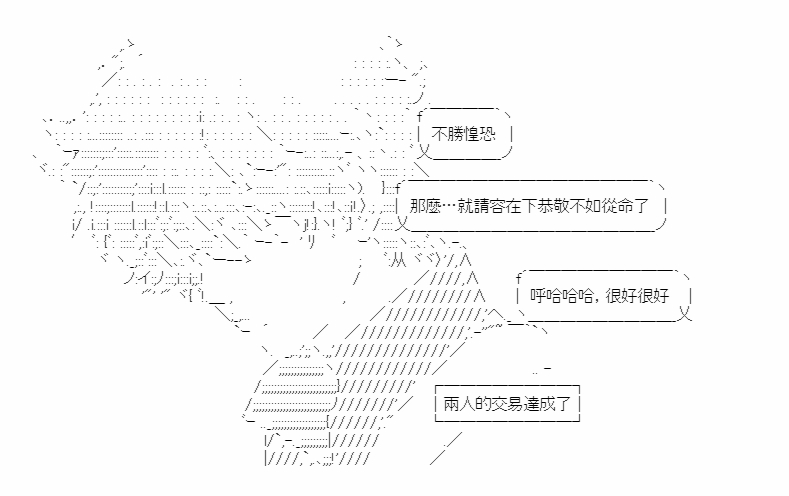 不勝惶恐
那麼…就請容在下恭敬不如從命了
呼哈哈哈，很好很好
兩人的交易達成了